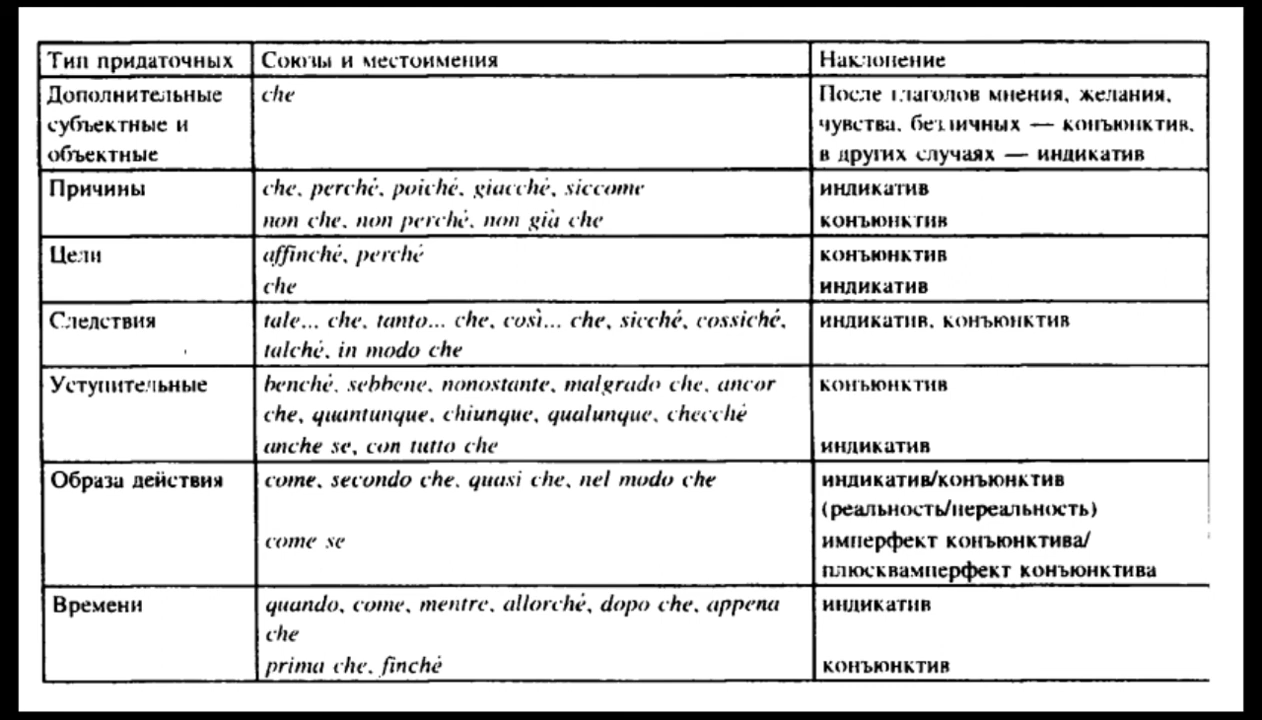 Тип придаточных Союзы и местоимения Наклонение
Дополнительные che После глаголов мнения, желания,
субъектные и чувства, безличных — конъюнктив,
объектные в других случаях — индикатив
Причины che, perché, poiché, giacché, siccome индикатив
non che, non perché, non già che конъюнктив
Цели affinché, perché конъюнктив
che индикатив
Следствия tale... che, tanto... che, così... che, sicché, cossiché, индикатив, конъюнктив
talché, in modo che
Уступительные benché, sebbene, nonostante, malgrado che, ancor конъюнктив
che, quantunque, chiunque, qualunque, checché
anche se, con tutto che индикатив
Образа действия come, secondo che, quasi che, nel modo che индикатив/конъюнктив
(реальность/нереальность)
come se имперфект конъюнктива/
плюсквамперфект конъюнктива
Времени quando, come, mentre, allorché, dopo che, appena индикатив
che
prima che, finché конъюнктив